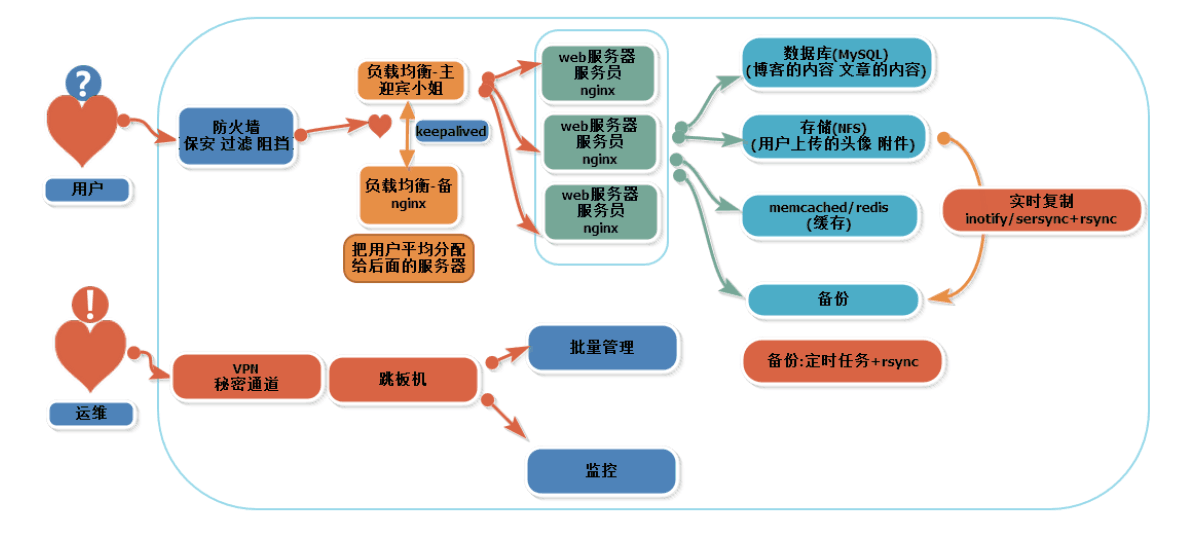 ?
用户
防火墙
保安 过滤 阻挡
负载均衡-主
迎宾小姐
keepalived
负载均衡-备
nginx
把用户平均分配
给后面的服务器
web服务器
服务员
nginx
web服务器
服务员
nginx
web服务器
服务员
nginx
数据库(MySQL)
(博客的内容 文章的内容)
存储(NFS)
(用户上传的头像 附件)
memcached/redis
(缓存)
备份
实时复制
inotify/sersync+rsync
备份:定时任务+rsync
!
运维
VPN
秘密通道
跳板机
批量管理
监控